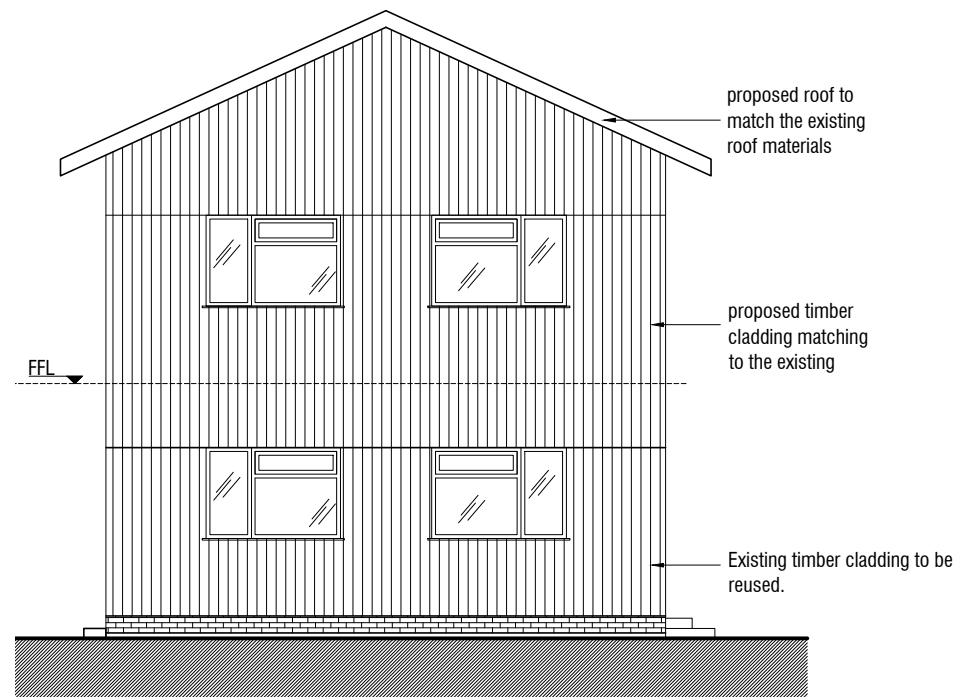 proposed roof to
match the existing
roof materials
proposed timber
cladding matching
to the existing
FFL
Existing timber cladding to be
reused.